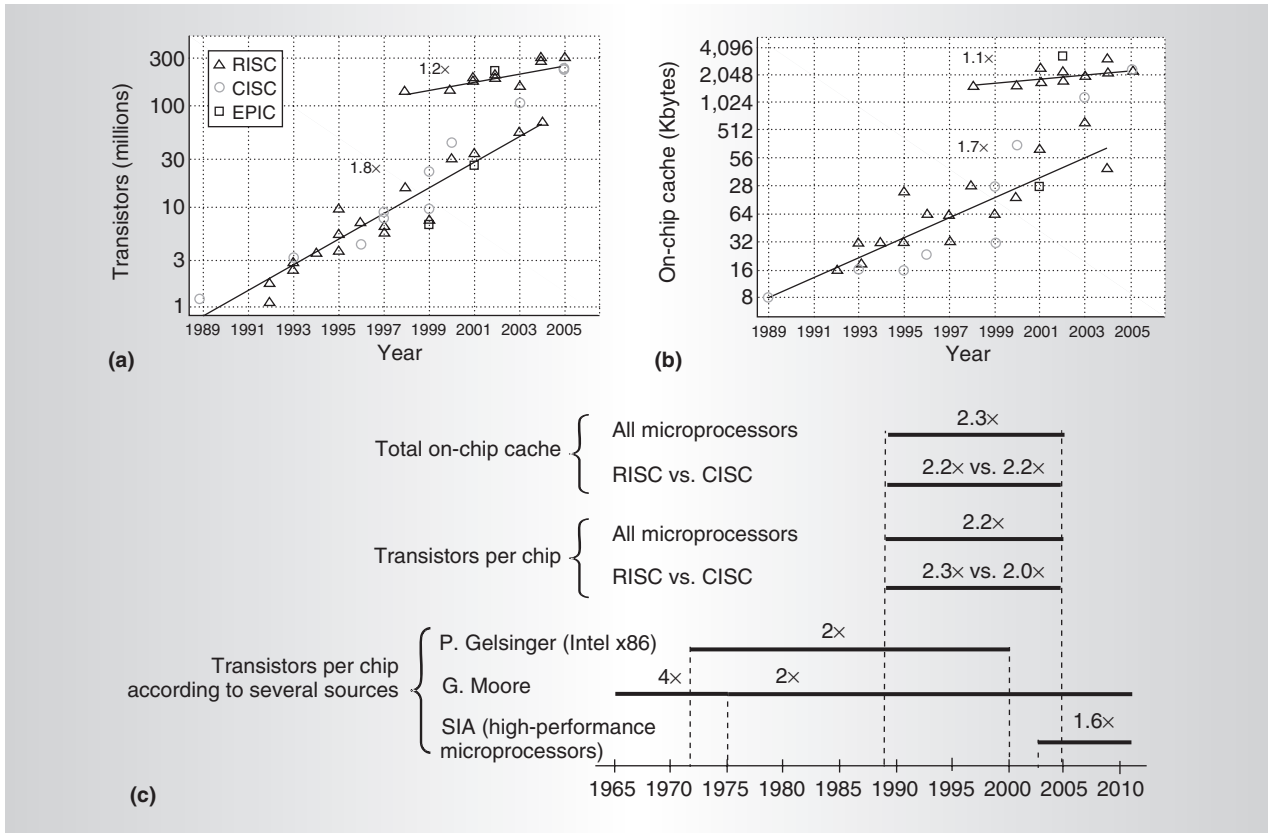 300
100
30
10
3
1
Transistors (millions)
RISC
CISC
EPIC
1.2×
1.8×
1989 1991 1993 1995 1997 1999 2001 2003 2005
Year
(a)
4,096
2,048
1,024
512
56
28
64
32
16
8
On-chip cache (Kbytes)
1.1×
1.7×
1989 1991 1993 1995 1997 1999 2001 2003 2005
Year
(b)
Total on-chip cache
All microprocessors
2.3×
RISC vs. CISC
2.2× vs. 2.2×
Transistors per chip
All microprocessors
2.2×
RISC vs. CISC
2.3× vs. 2.0×
Transistors per chip
according to several sources
P. Gelsinger (Intel x86)
2×
G. Moore
4×
2×
SIA (high-performance
microprocessors)
1.6×
1965 1970 1975 1980 1985 1990 1995 2000 2005 2010
(c)